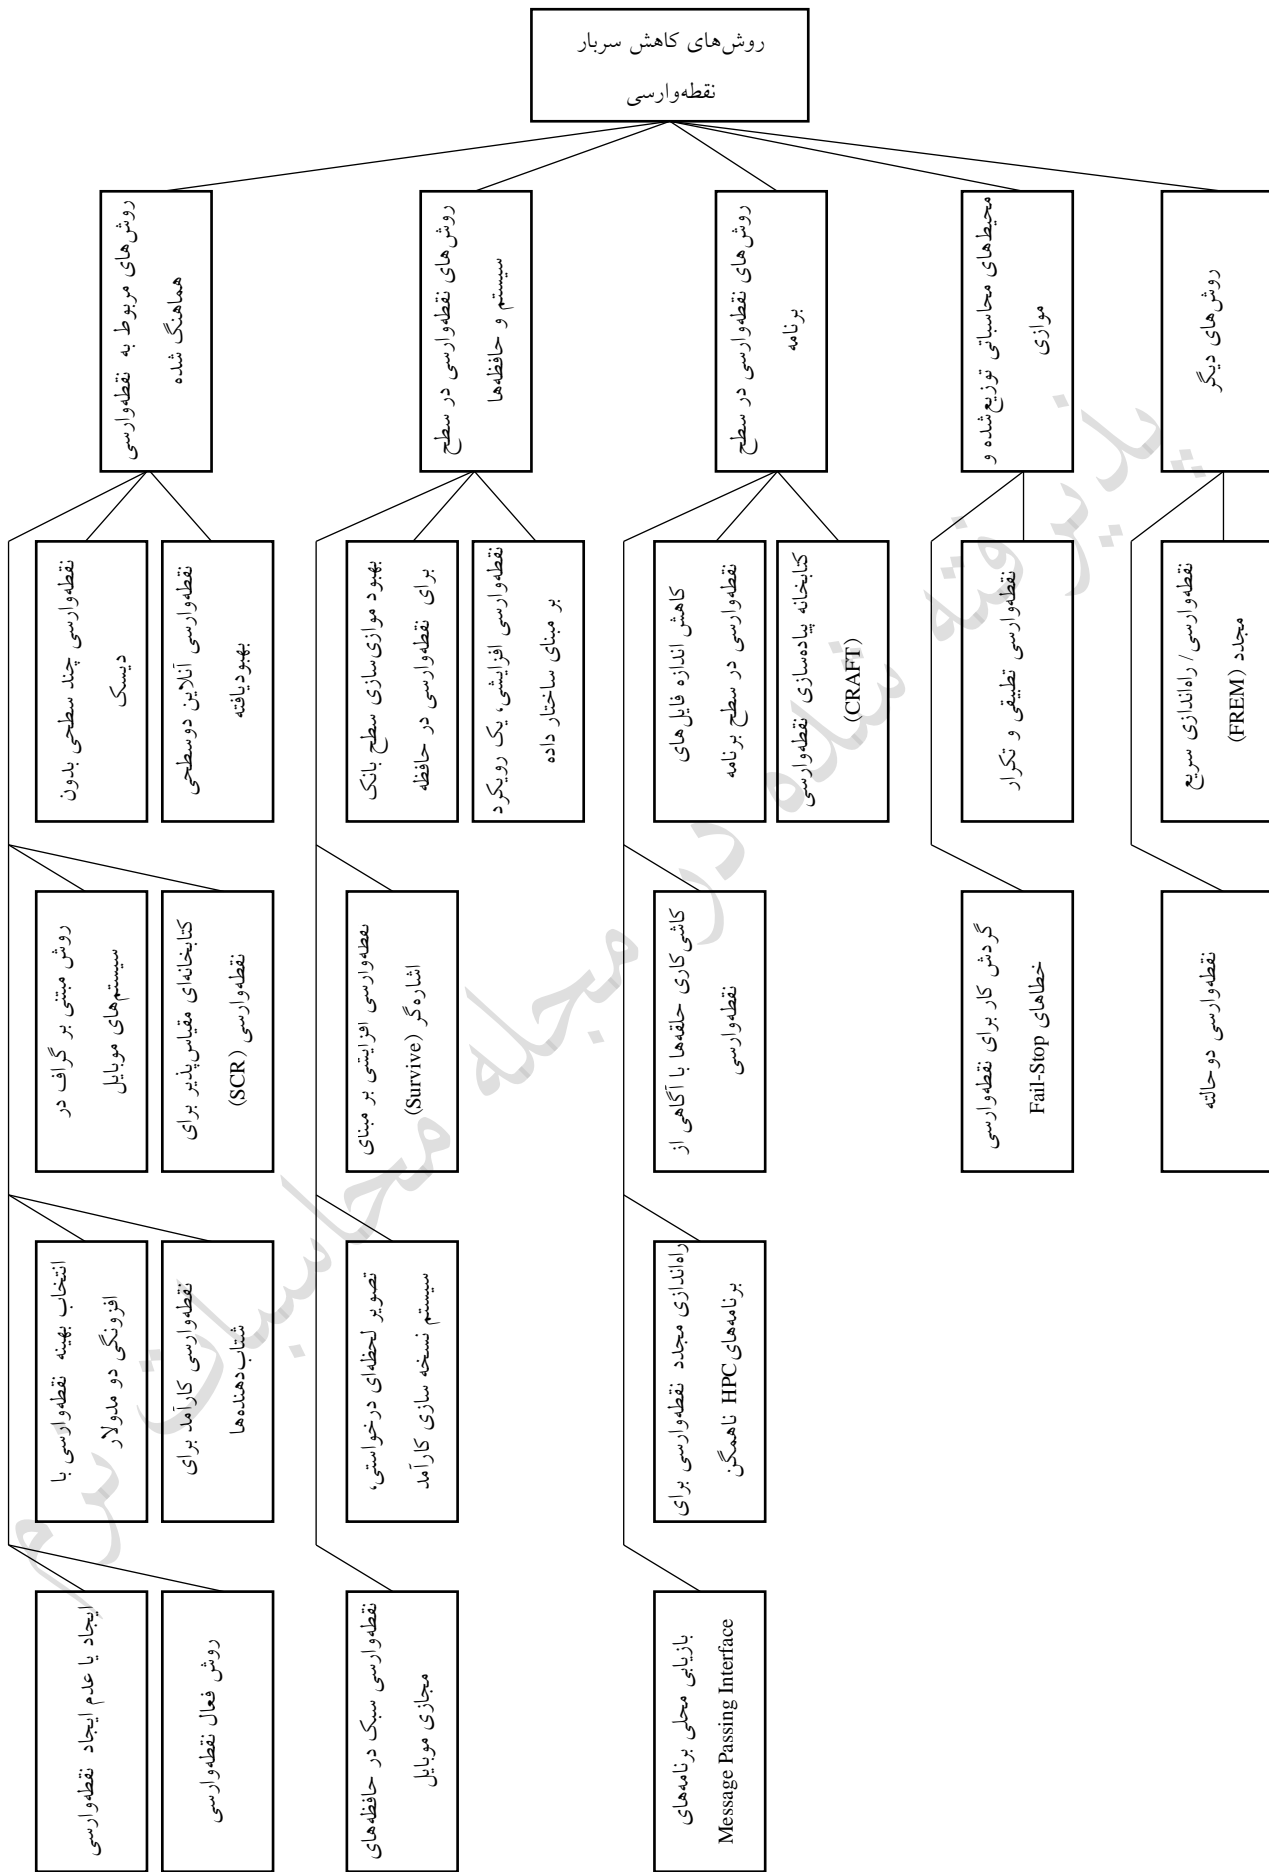 روش‌های کاهش سربار
نقطه‌وارسی
روش‌های دیگر
محیط‌های محاسباتی توزیع‌شده و
موازی
روش‌های نقطه‌وارسی در سطح
برنامه
روش‌های نقطه‌وارسی در سطح
سیستم و حافظه‌ها
روش‌های مربوط به نقطه‌وارسی
هماهنگ شده
نقطه‌وارسی/ راه‌اندازی سریع
مجدد (FREM)
نقطه‌وارسی دوحالته
نقطه‌وارسی تطبیقی و تکرار
گردش کار برای نقطه‌وارسی
خطاهای Fail-Stop
کاهش اندازه فایل‌های
نقطه‌وارسی در سطح برنامه
کتابخانه پیاده‌سازی نقطه‌وارسی
(CRAFT)
کاشی‌کاری حلقه‌ها با آگاهی از
نقطه‌وارسی
راه‌اندازی مجدد نقطه‌وارسی برای
برنامه‌های HPC ناهمگن
بازیابی محلی برنامه‌های
Message Passing Interface
بهبود موازی‌سازی سطح بانک
برای نقطه‌وارسی در حافظه
نقطه‌وارسی افزایشی، یک رویکرد
بر مبنای ساختار داده
نقطه‌وارسی افزایشی بر مبنای
اشاره‌گر (Survive)
تصویر لحظه‌ای درخواستی،
سیستم نسخه سازی کارآمد
نقطه‌وارسی سبک در حافظه‌های
مجازی موبایل
نقطه‌وارسی چند سطحی بدون
دیسک
نقطه‌وارسی آنلاین دوسطحی
بهبودیافته
روش مبتنی بر گراف در
سیستم‌های موبایل
کتابخانه‌ای مقیاس‌پذیر برای
نقطه‌وارسی (SCR)
انتخاب بهینه نقطه‌وارسی با
افزونگی دو مدولار
نقطه‌وارسی کارآمد برای
شتاب‌دهنده‌ها
ایجاد یا عدم ایجاد نقطه‌وارسی
روش فعال نقطه‌وارسی
پذیرفته شده در مجله محاسبات نرم